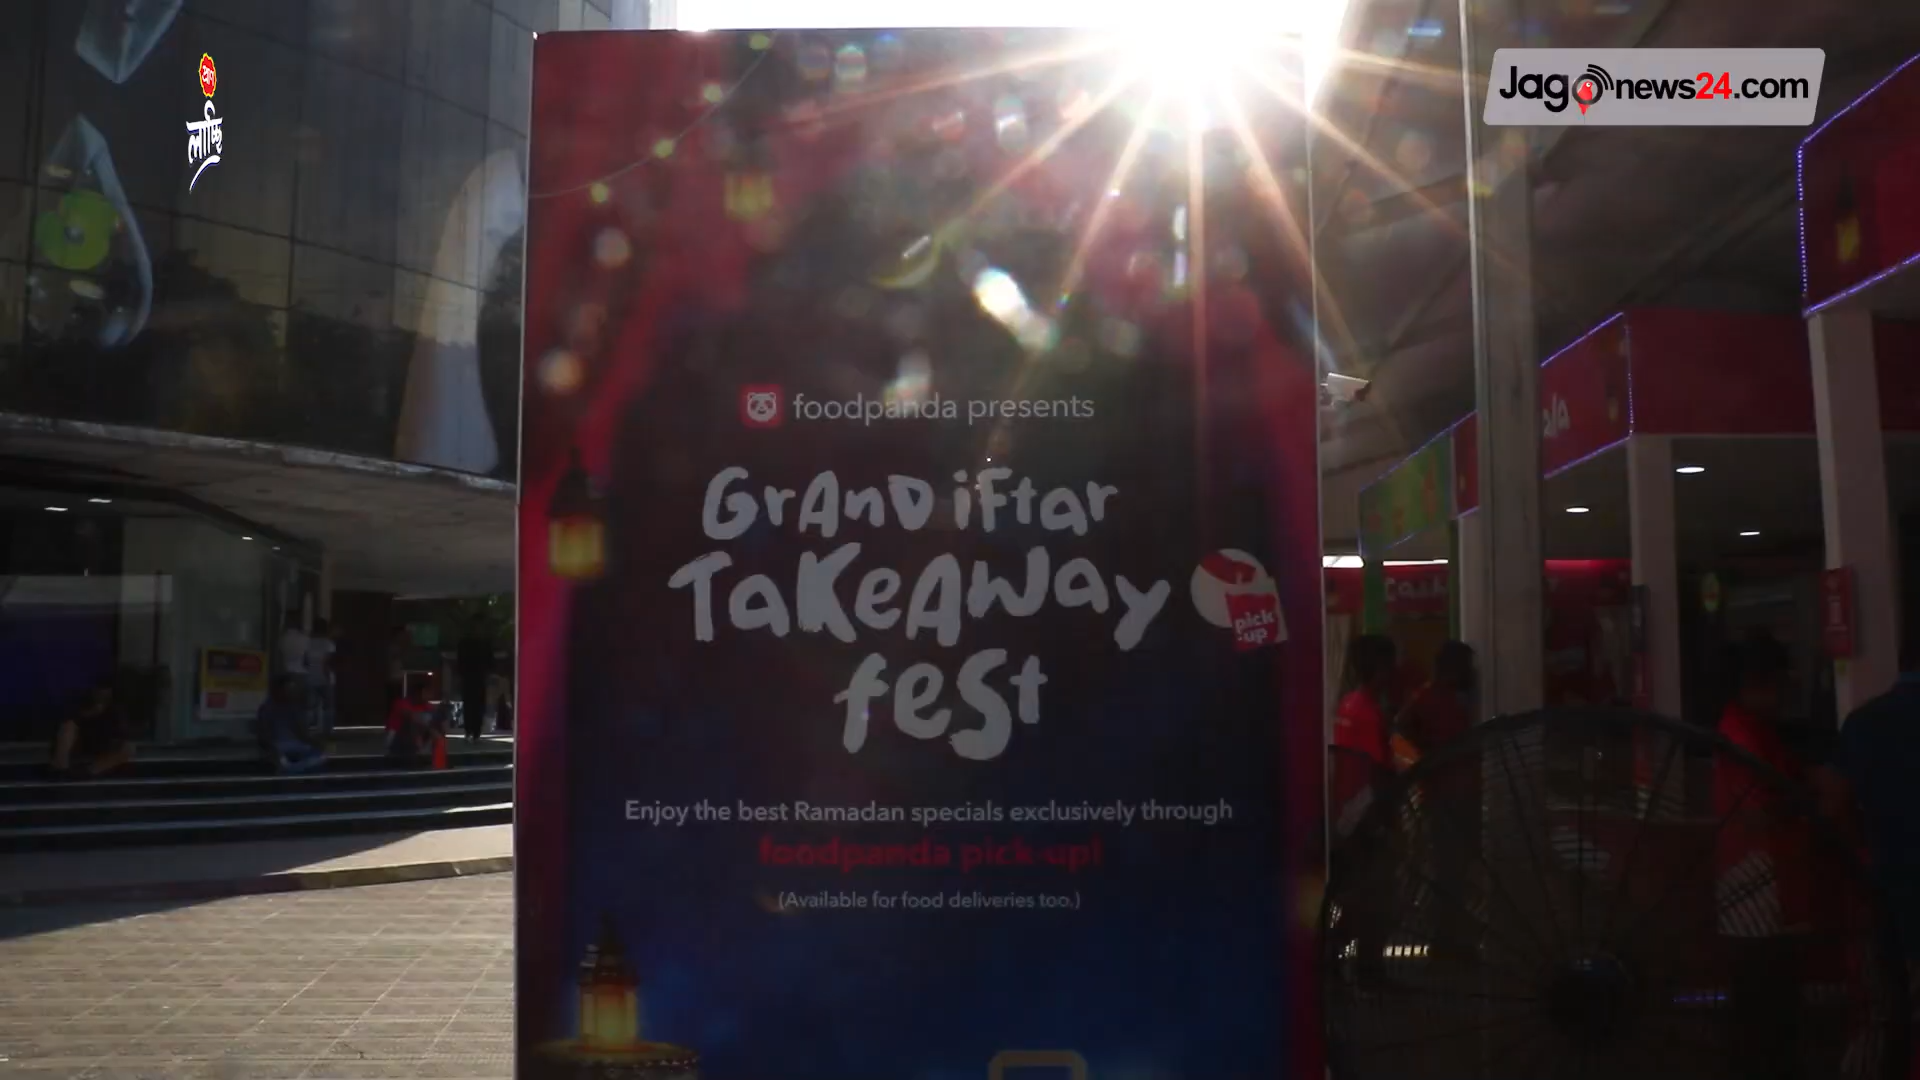 প্রাণ
লাচ্ছি
Jagonews24.com
foodpanda presents
Grand iftar
Takeaway
fest
pick
-up
Enjoy the best Ramadan specials exclusively through
foodpanda pick-up!
(Available for food deliveries too.)